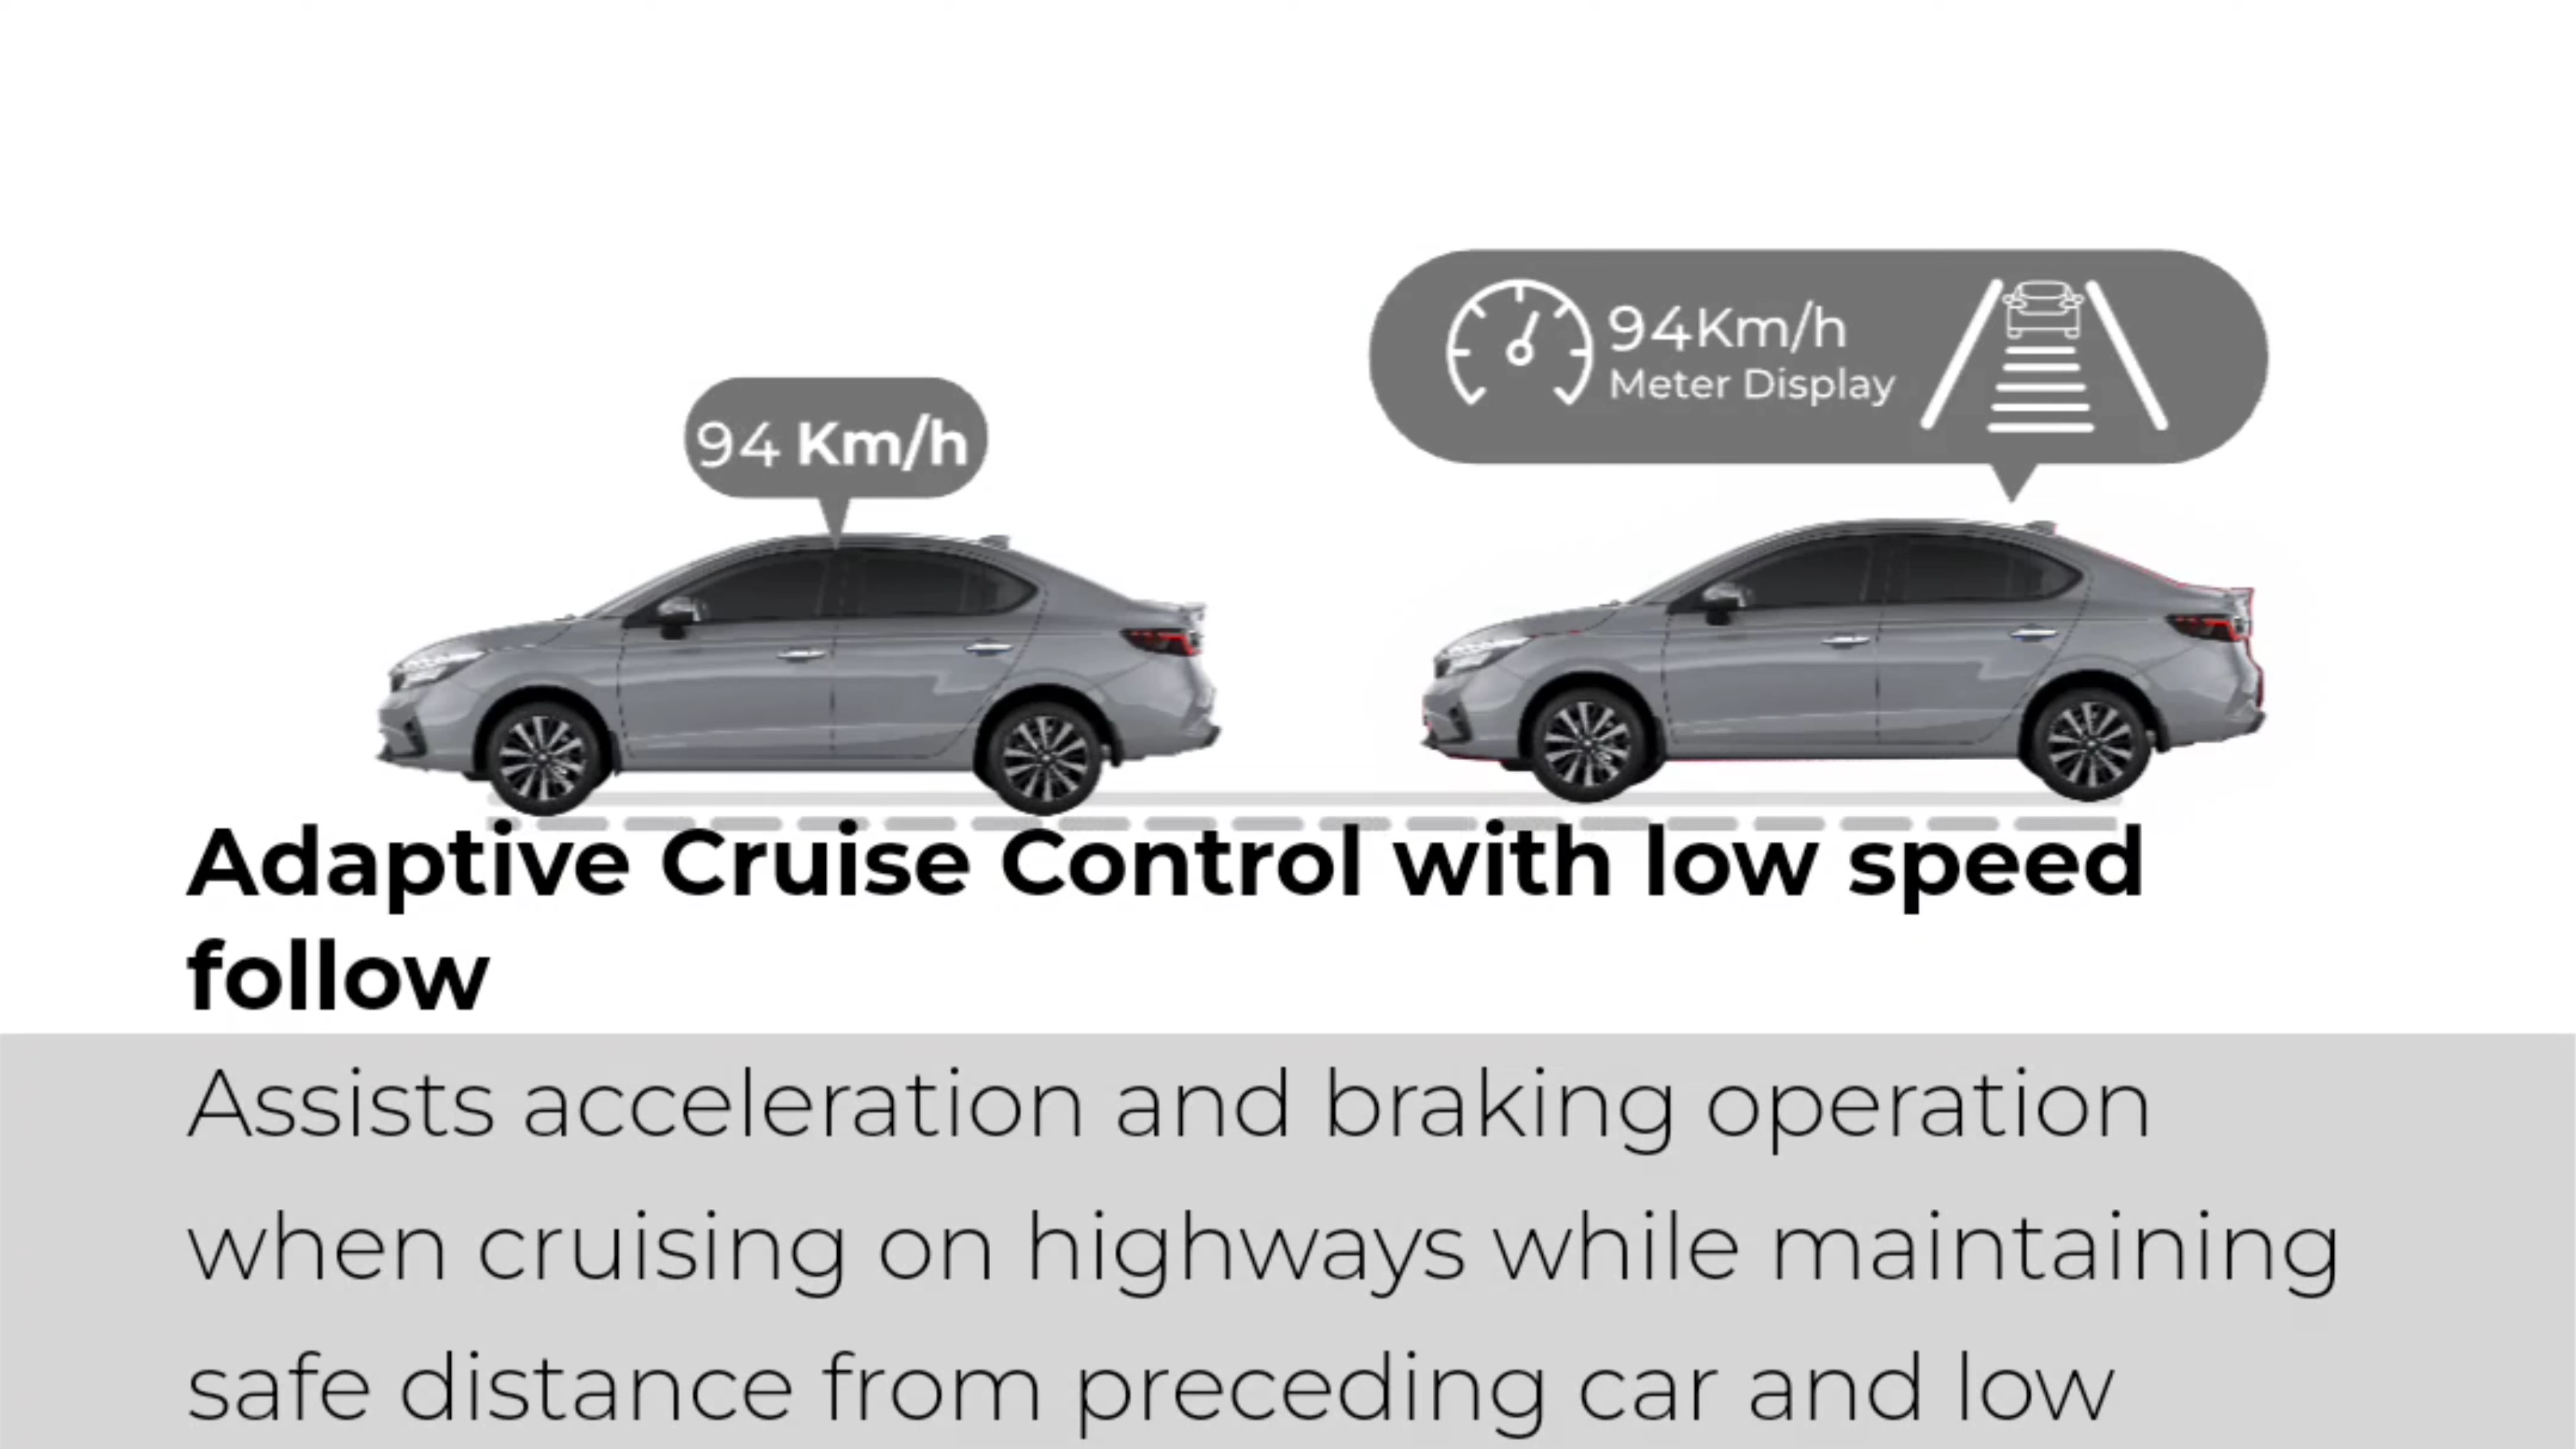 94Km/h
Meter Display
94 Km/h
Adaptive Cruise Control with low speed
follow
Assists acceleration and braking operation
when cruising on highways while maintaining
safe distance from preceding car and low